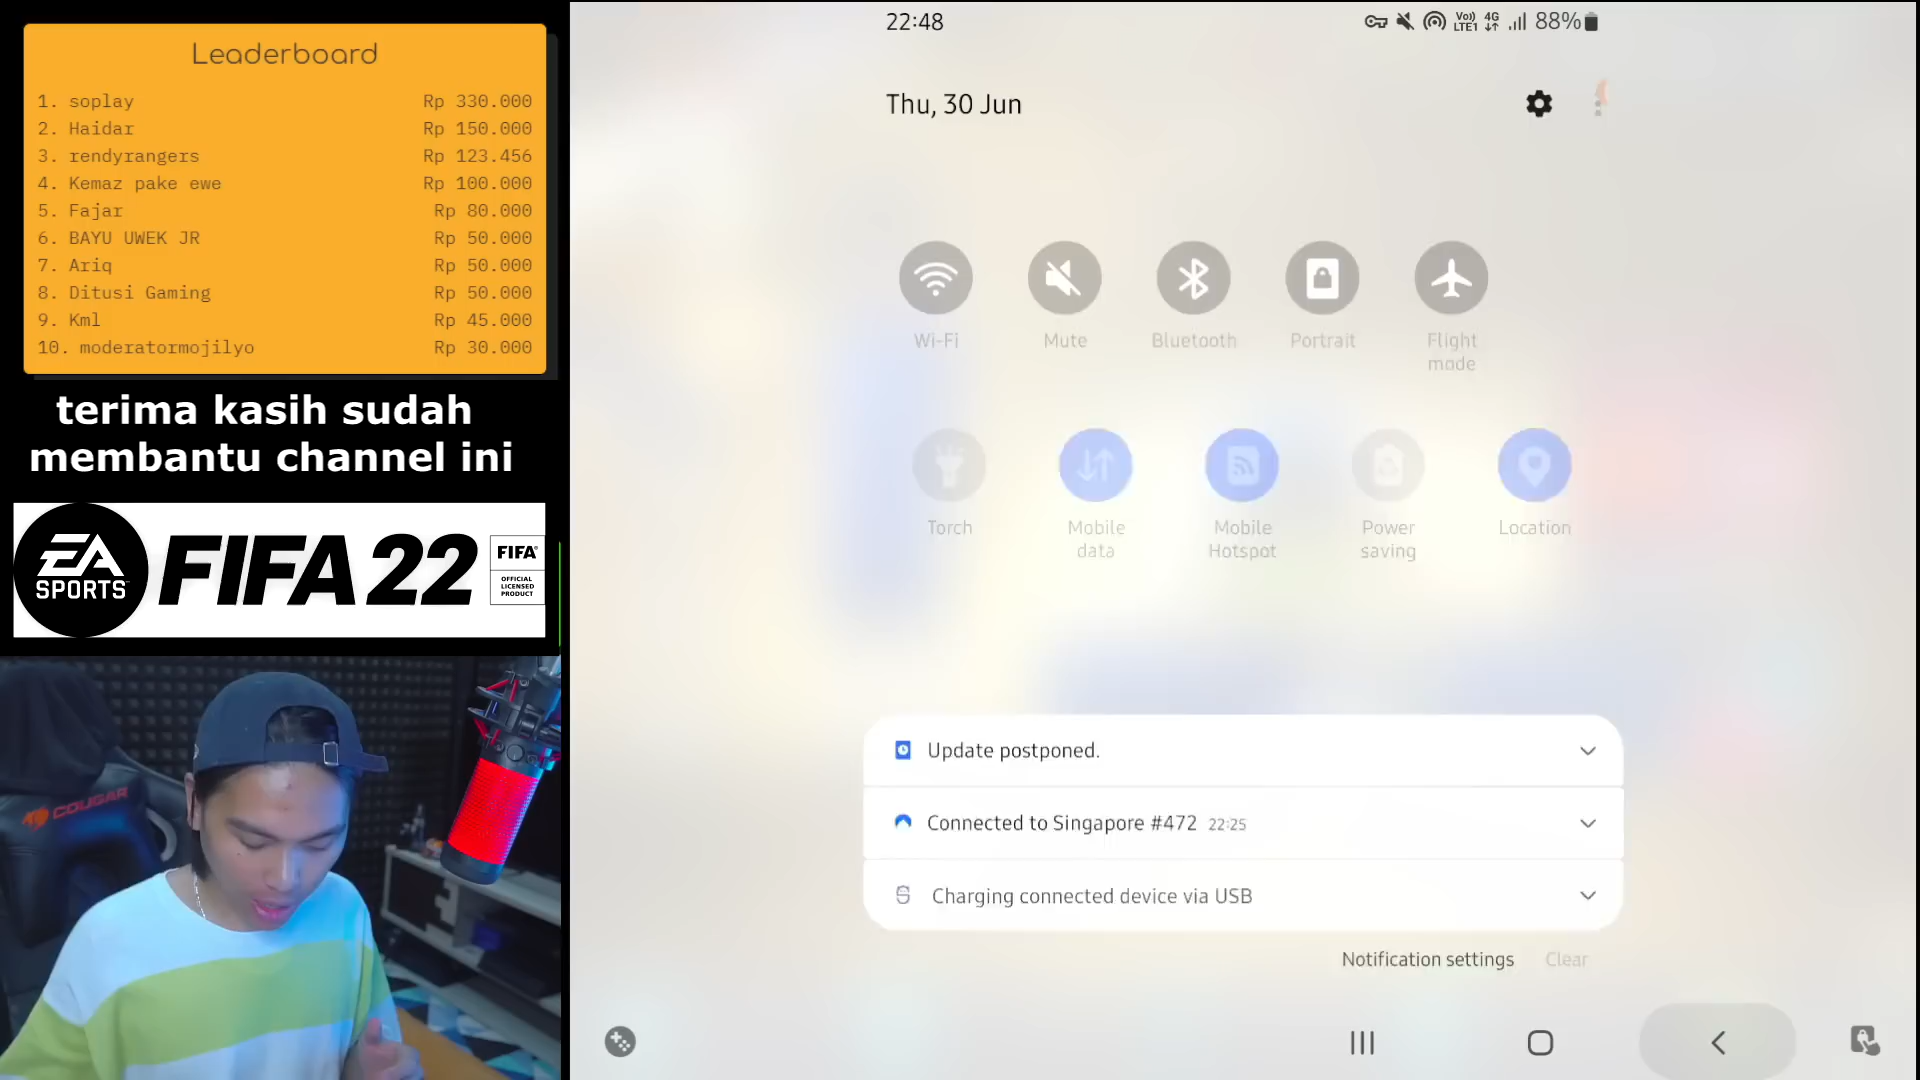 Leaderboard
1. soplay Rp 330.000
2. Haidar Rp 150.000
3. rendyrangers Rp 123.456
4. Kemaz pake ewe Rp 100.000
5. Fajar Rp 80.000
6. BAYU UWEK JR Rp 50.000
7. Ariq Rp 50.000
8. Ditusi Gaming Rp 50.000
9. Kml Rp 45.000
10. moderatormojilyo Rp 30.000
terima kasih sudah
membantu channel ini
EA
SPORTS
FIFA 22
FIFA
OFFICIAL
LICENSED
PRODUCT
COUGAR
22:48
Vo)) LTE1 4G 88%
Thu, 30 Jun
Wi-Fi Mute Bluetooth Portrait Flight
mode
Torch Mobile Mobile Power Location
data Hotspot saving
Update postponed.
Connected to Singapore #472 22:25
Charging connected device via USB
Notification settings Clear